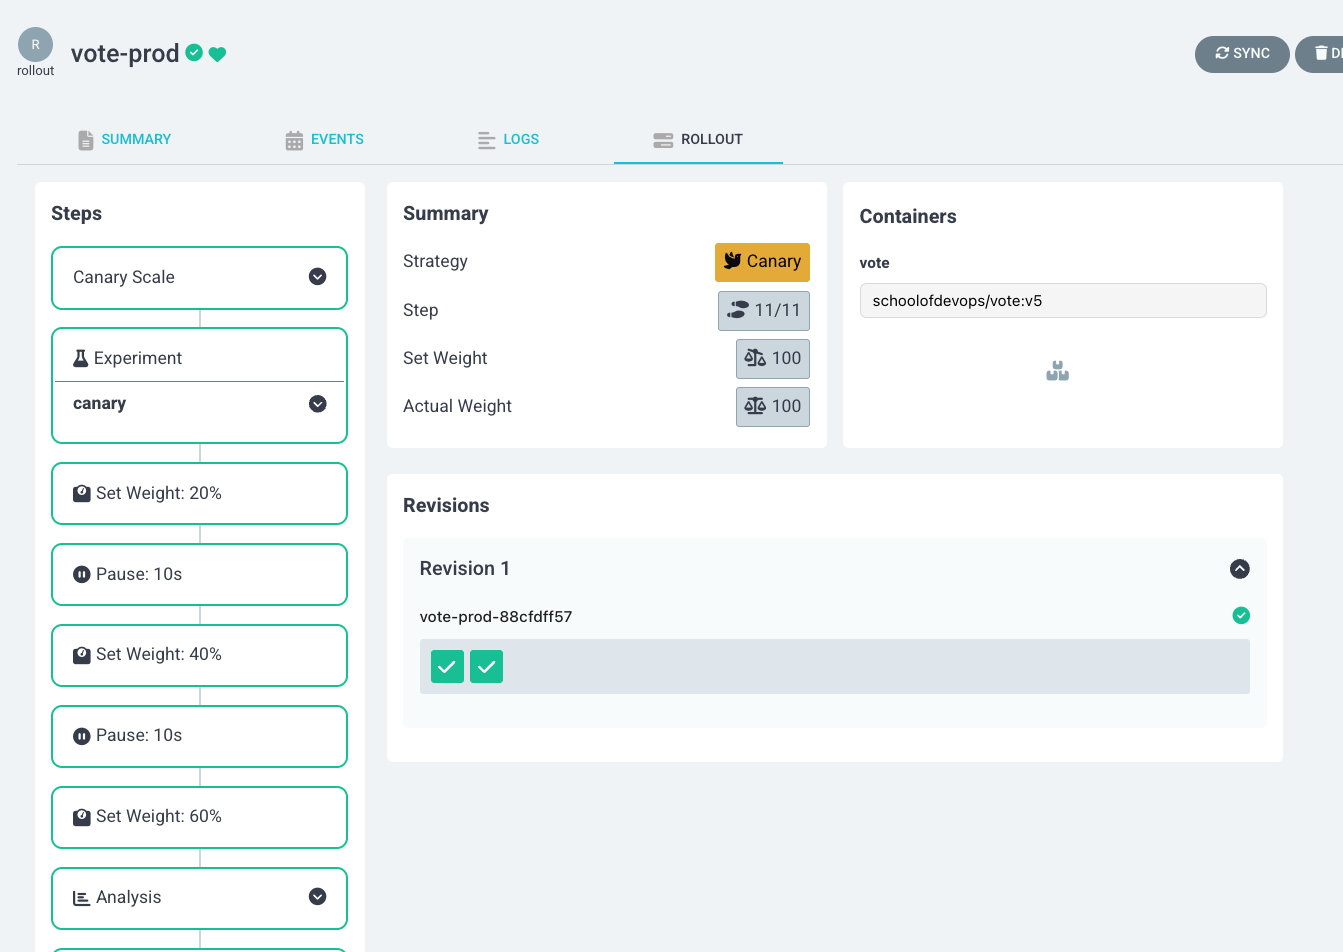 R
rollout
vote-prod
SYNC
SUMMARY
EVENTS
LOGS
ROLLOUT
Steps
Canary Scale
Experiment
canary
Set Weight: 20%
Pause: 10s
Set Weight: 40%
Pause: 10s
Set Weight: 60%
Analysis
Summary
Strategy
Canary
Step
11/11
Set Weight
100
Actual Weight
100
Containers
vote
schoolofdevops/vote:v5
Revisions
Revision 1
vote-prod-88cfdff57